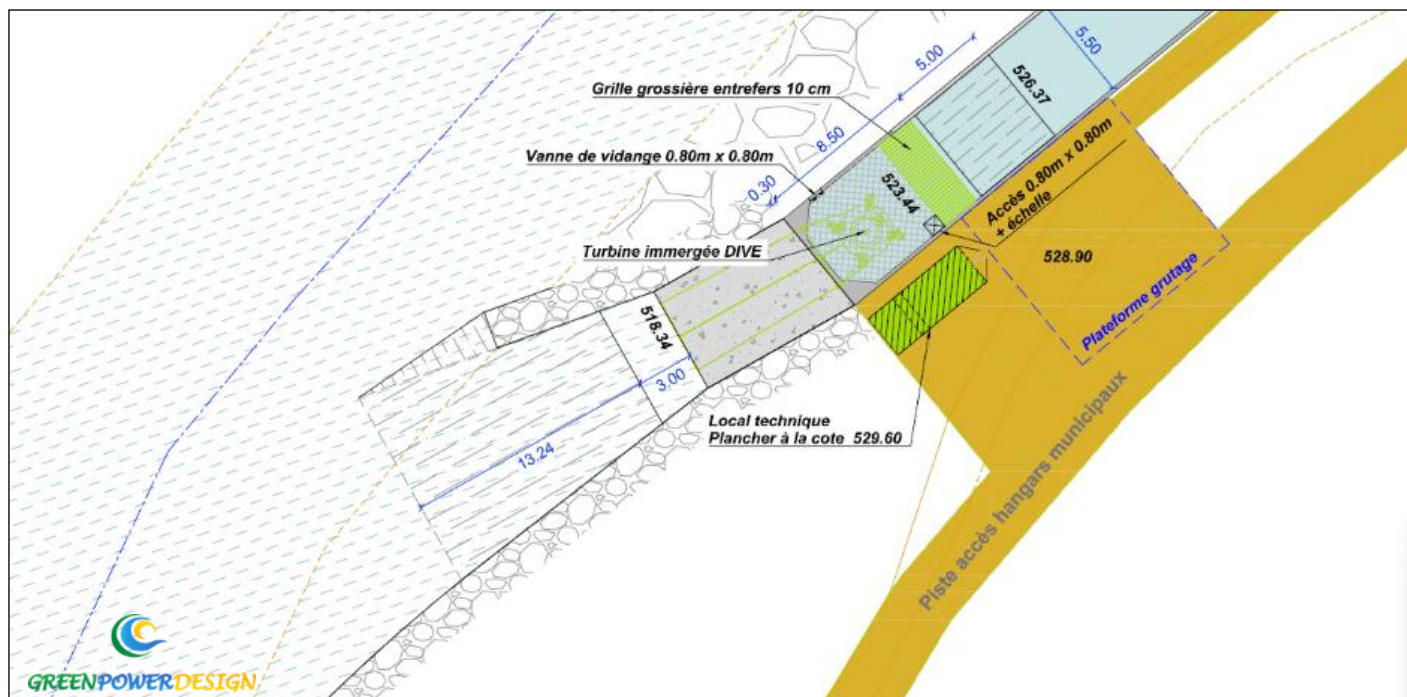 5.00
5.50
526.37
Grille grossière entrefers 10 cm
8.50
Vanne de vidange 0.80m x 0.80m
0.30
523.44
Accès 0.80m x 0.80m
+ échelle
Turbine immergée DIVE
528.90
Plateforme grutage
518.34
3.00
Local technique
Plancher à la cote 529.60
13.24
Piste accès hangars municipaux
GREENPOWERDESIGN